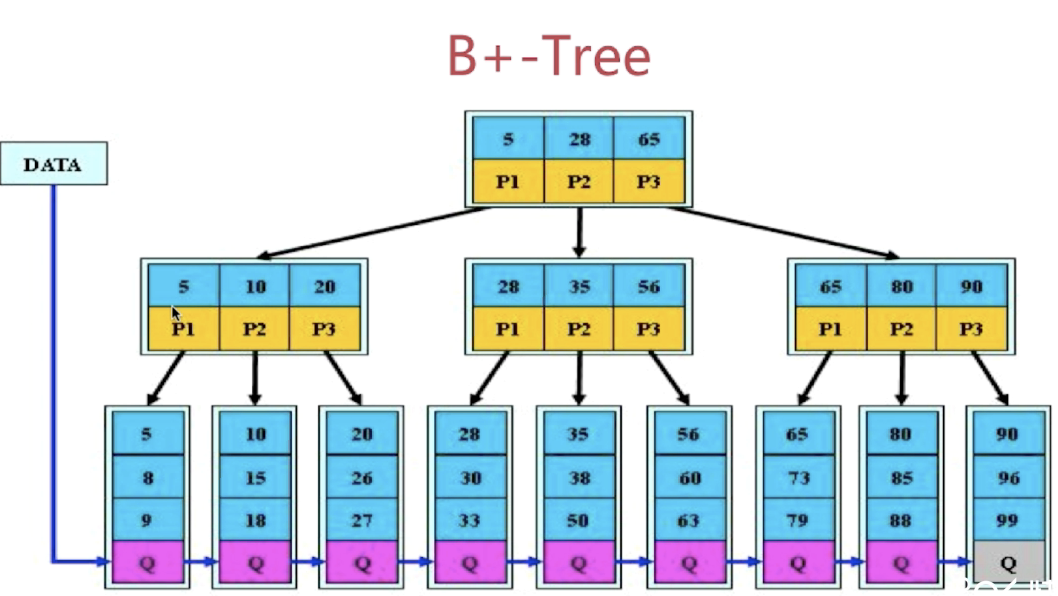 B+-Tree
DATA
5 28 65
P1 P2 P3
5 10 20
P1 P2 P3
28 35 56
P1 P2 P3
65 80 90
P1 P2 P3
5 10 20 28 35 56 65 80 90
8 15 26 30 38 60 73 85 96
9 18 27 33 50 63 79 88 99
Q Q Q Q Q Q Q Q Q